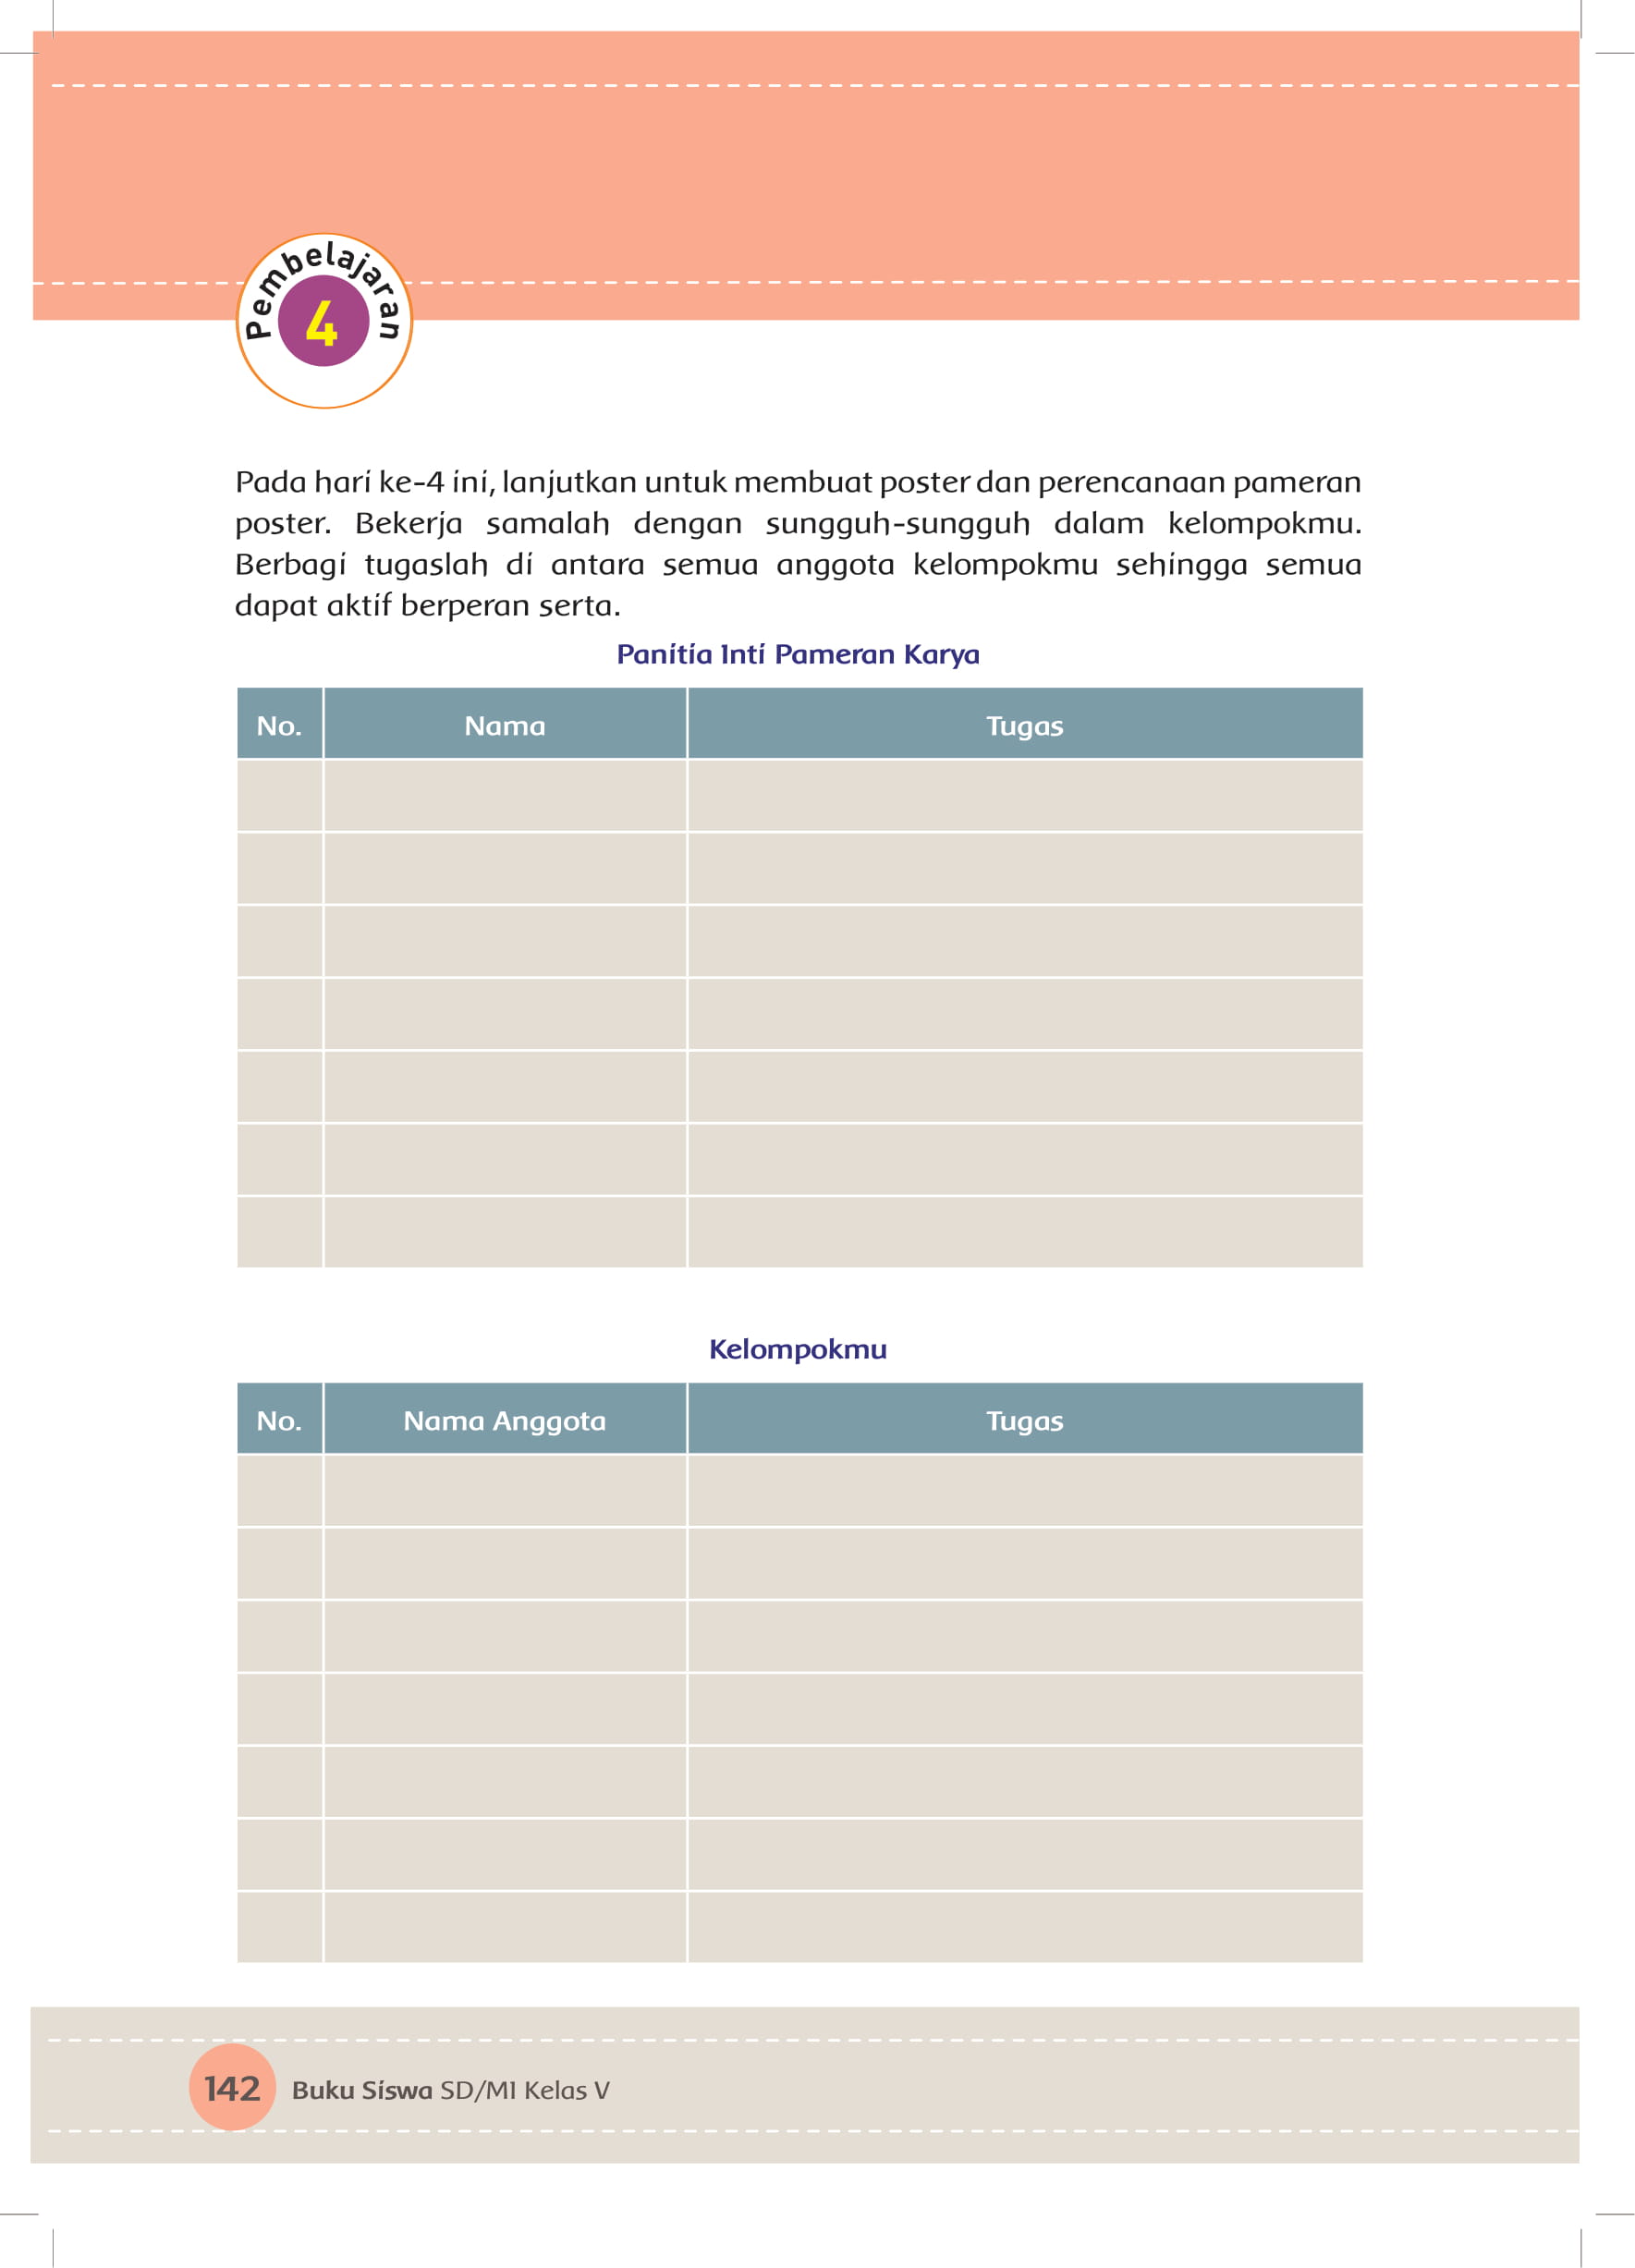 Pembelajaran
4
Pada hari ke-4 ini, lanjutkan untuk membuat poster dan perencanaan pameran
poster. Bekerja samalah dengan sungguh-sungguh dalam kelompokmu.
Berbagi tugaslah di antara semua anggota kelompokmu sehingga semua
dapat aktif berperan serta.
Panitia Inti Pameran Karya
No. Nama Tugas
Kelompokmu
No. Nama Anggota Tugas
142 Buku Siswa SD/MI Kelas V